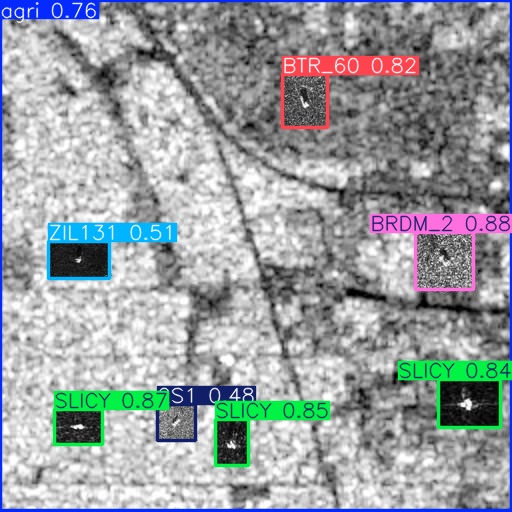 agri 0.76
BTR_60 0.82
BRDM_2 0.88
ZIL131 0.51
SLICY 0.84
SLICY 0.87
2S1 0.48
SLICY 0.85